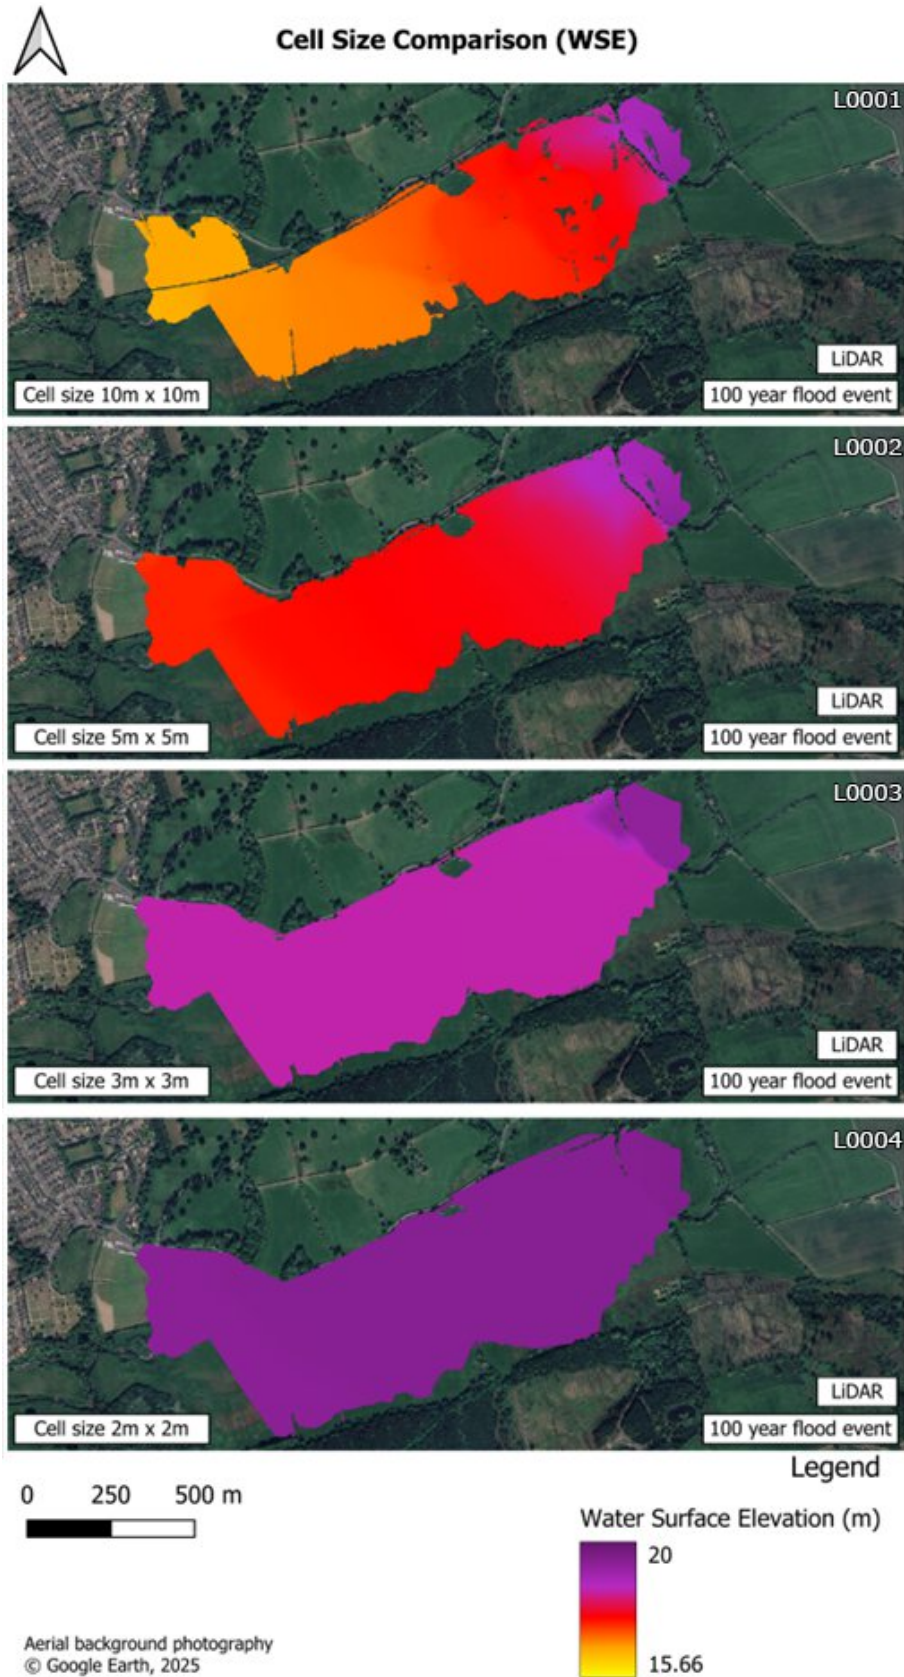 Cell Size Comparison (WSE)
L0001
LiDAR
Cell size 10m x 10m
100 year flood event
L0002
LiDAR
Cell size 5m x 5m
100 year flood event
L0003
LiDAR
Cell size 3m x 3m
100 year flood event
L0004
LiDAR
Cell size 2m x 2m
100 year flood event
Legend
0 250 500 m
Water Surface Elevation (m)
20
15.66
Aerial background photography
© Google Earth, 2025